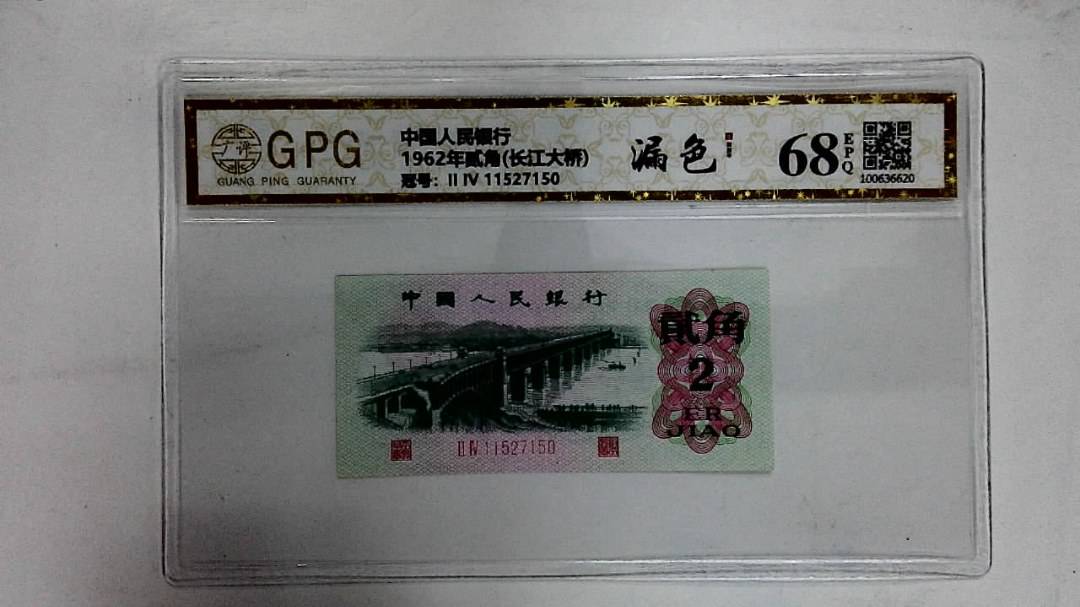 GPG
GUANG PING GUARANTY
中国人民银行
1962年贰角(长江大桥)
冠号: II IV 11527150
漏色
68
EPQ
100636620
中國人民銀行
貳角
2
ER
JIAO
II IV 11527150